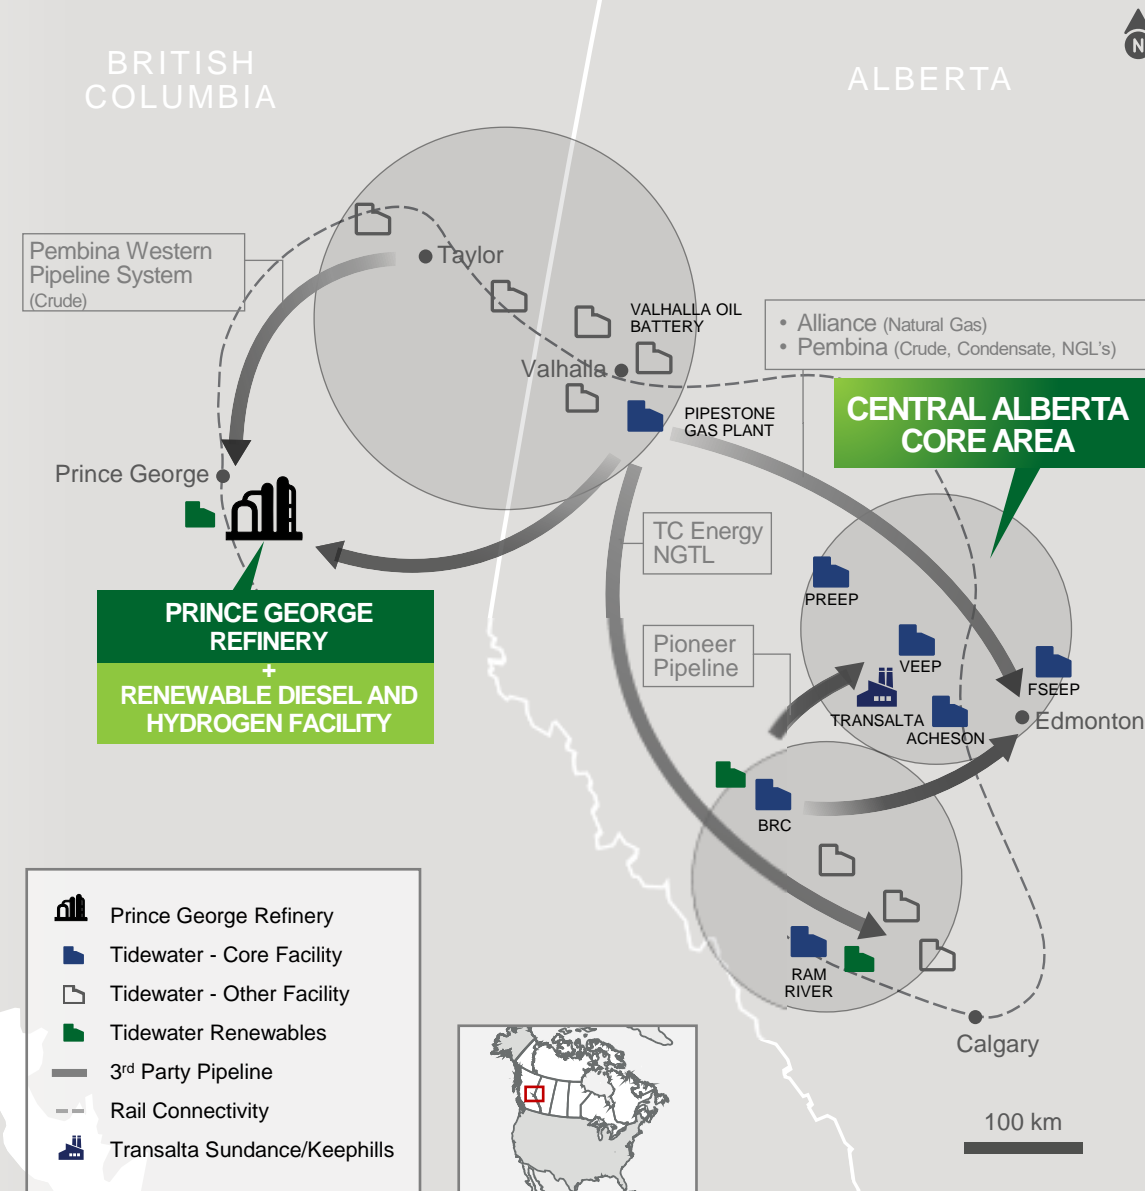 BRITISH
COLUMBIA
ALBERTA
N
Pembina Western
Pipeline System
(Crude)
Taylor
VALHALLA OIL
BATTERY
Valhalla
• Alliance (Natural Gas)
• Pembina (Crude, Condensate, NGL's)
PIPESTONE
GAS PLANT
CENTRAL ALBERTA
CORE AREA
Prince George
TC Energy
NGTL
PRINCE GEORGE
REFINERY
+
RENEWABLE DIESEL AND
HYDROGEN FACILITY
PREEP
Pioneer
Pipeline
VEEP
FSEEP
TRANSALTA
ACHESON
Edmonton
BRC
RAM
RIVER
Calgary
100 km
Prince George Refinery
Tidewater - Core Facility
Tidewater - Other Facility
Tidewater Renewables
3rd Party Pipeline
Rail Connectivity
Transalta Sundance/Keephills